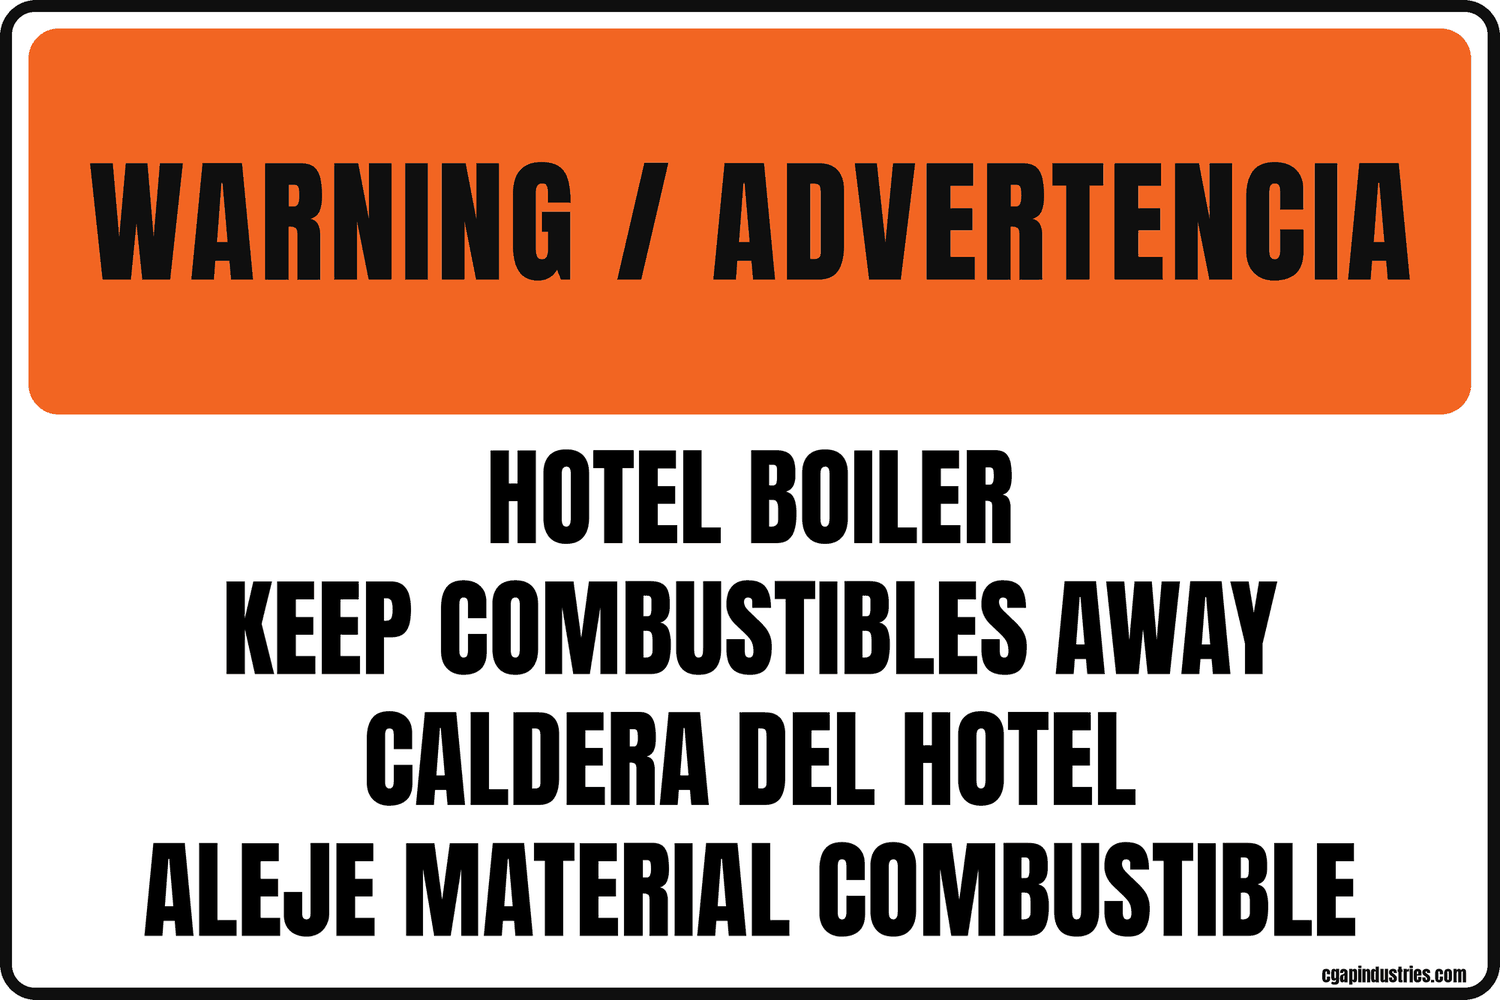 WARNING / ADVERTENCIA
HOTEL BOILER
KEEP COMBUSTIBLES AWAY
CALDERA DEL HOTEL
ALEJE MATERIAL COMBUSTIBLE
cgapindustries.com